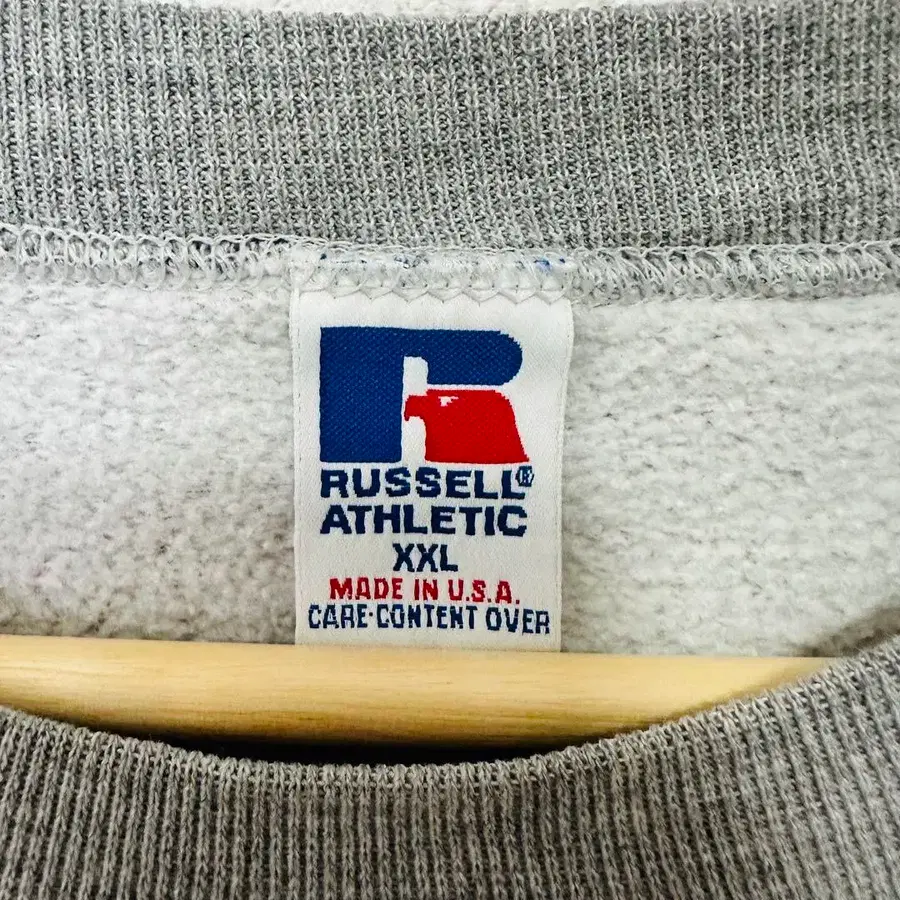 RUSSELL®
ATHLETIC
XXL
MADE IN U.S.A.
CARE·CONTENT OVER